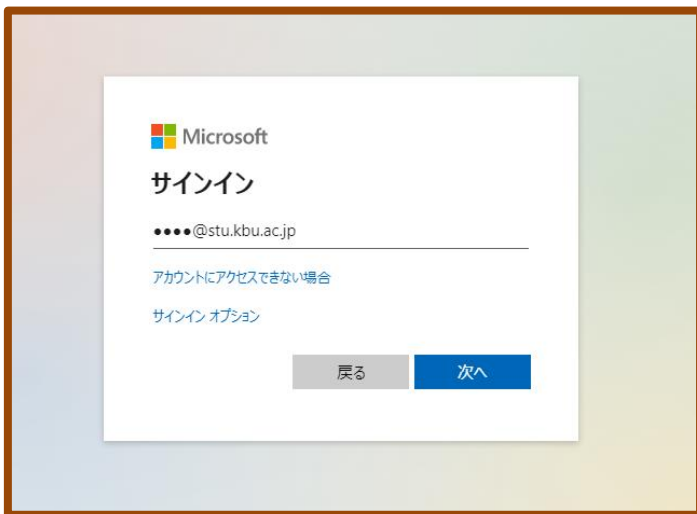 Microsoft
サインイン
●●●●@stu.kbu.ac.jp
アカウントにアクセスできない場合
サインイン オプション
戻る
次へ